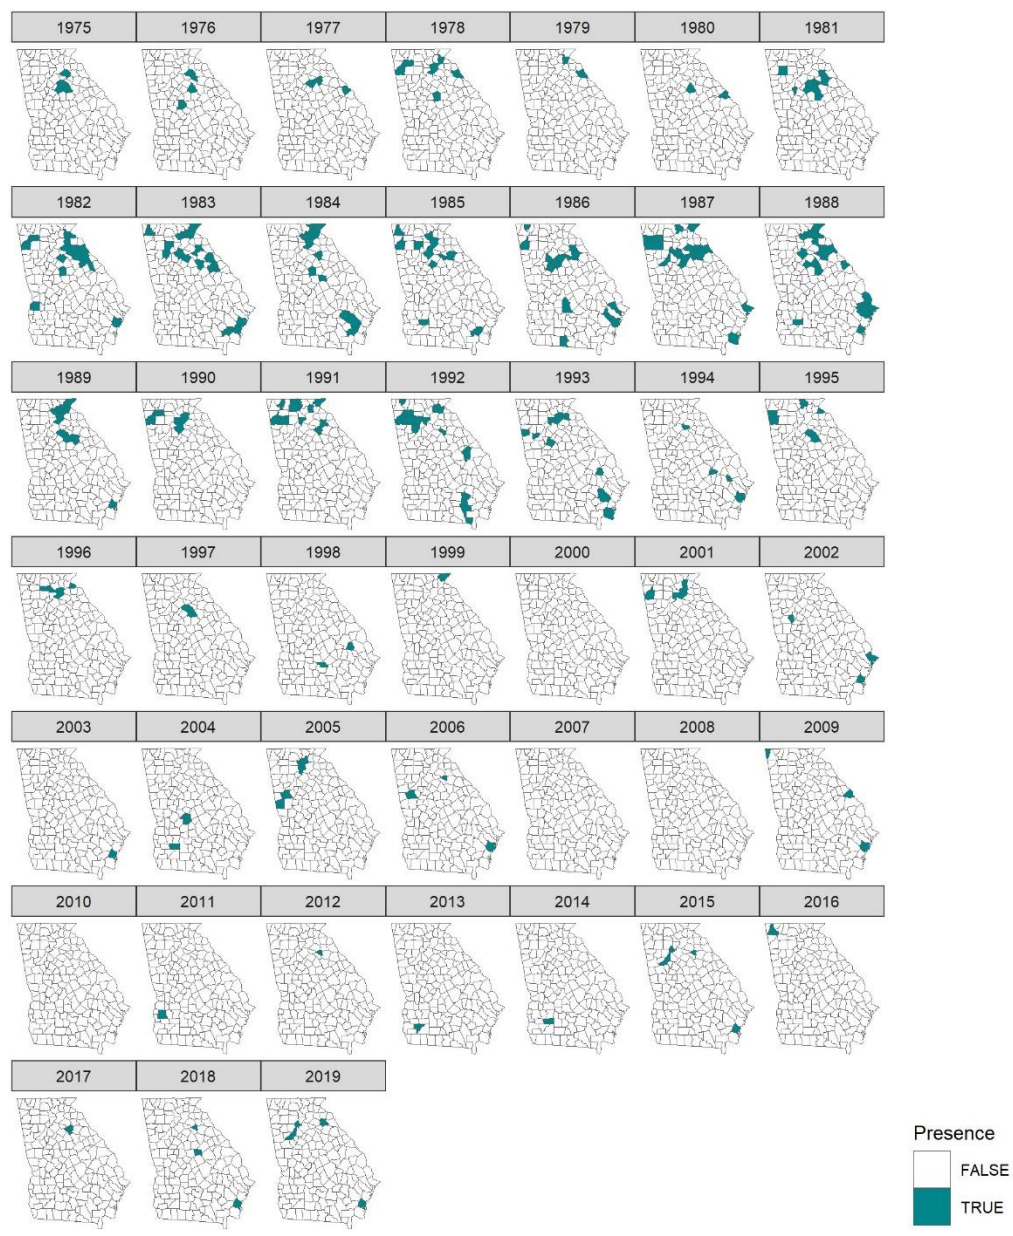 1975 1976 1977 1978 1979 1980 1981
1982 1983 1984 1985 1986 1987 1988
1989 1990 1991 1992 1993 1994 1995
1996 1997 1998 1999 2000 2001 2002
2003 2004 2005 2006 2007 2008 2009
2010 2011 2012 2013 2014 2015 2016
2017 2018 2019
Presence
FALSE
TRUE